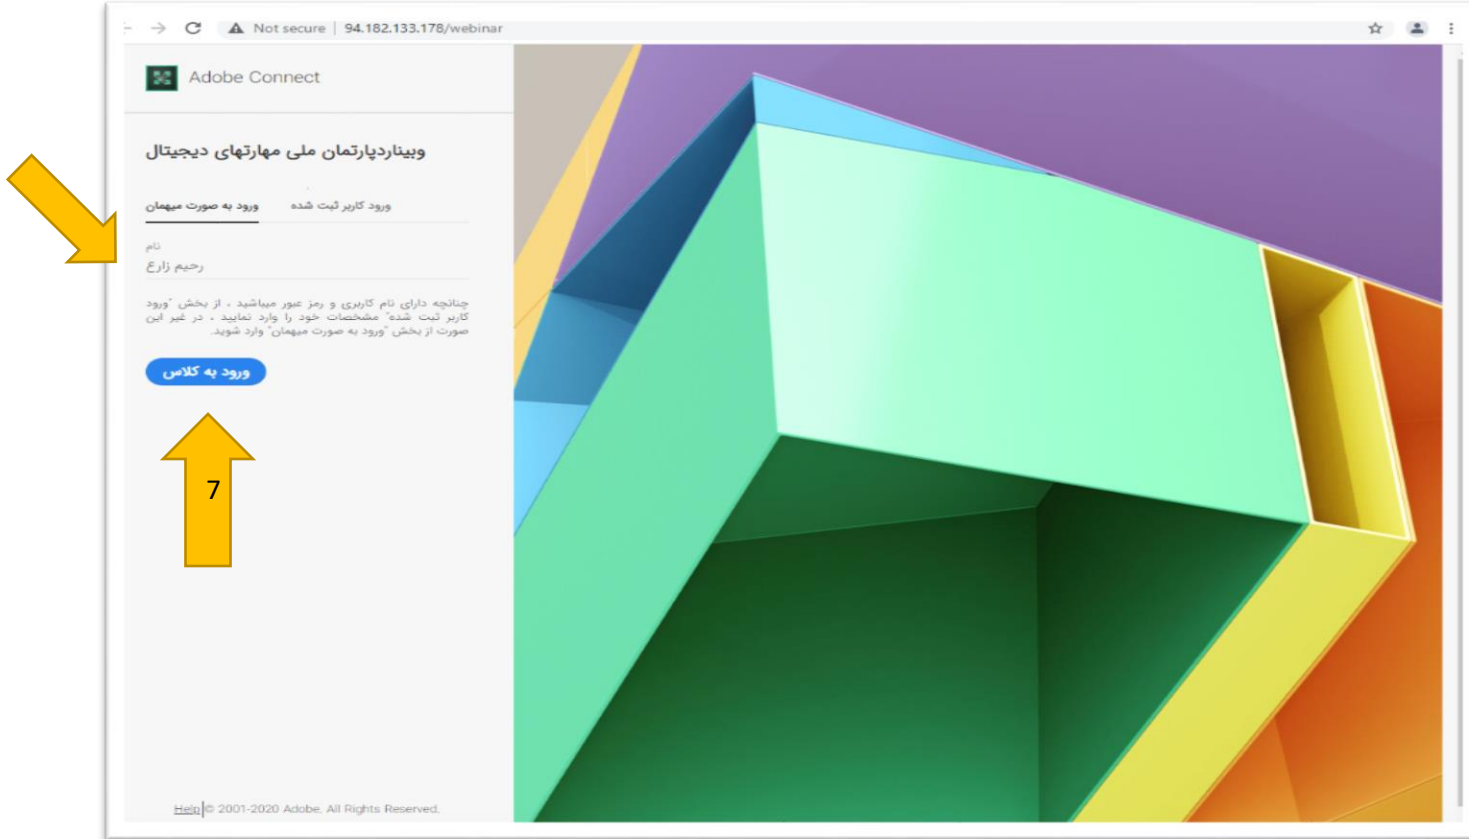 Not secure | 94.182.133.178/webinar
Adobe Connect
وبیناردپارتمان ملی مهارتهای دیجیتال
ورود به صورت میهمان
ورود کاربر ثبت شده
نام
رحیم زارع
چنانچه دارای نام کاربری و رمز عبور میباشید ، از بخش "ورود
کاربر ثبت شده" مشخصات خود را وارد نمایید ، در غیر این
صورت از بخش "ورود به صورت میهمان" وارد شوید.
ورود به کلاس
7
Help © 2001-2020 Adobe. All Rights Reserved.